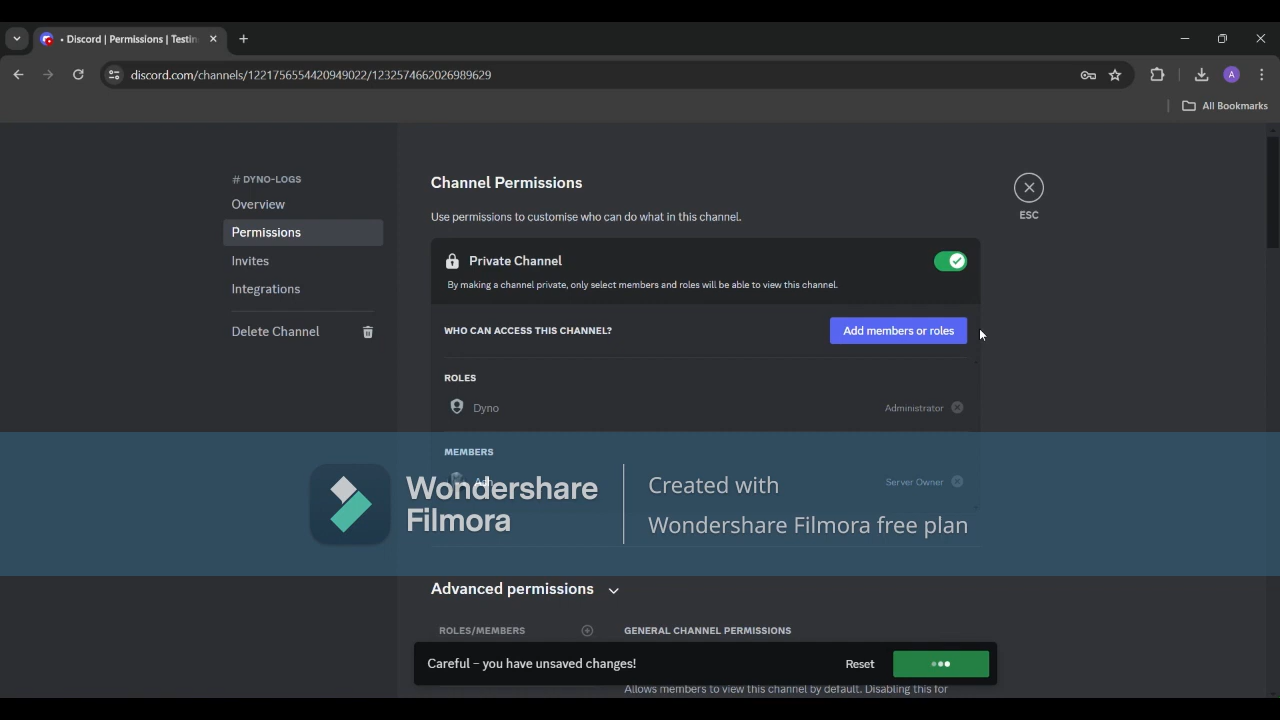 • Discord | Permissions | Testin
discord.com/channels/1221756554420949022/1232574662026989629
A
All Bookmarks
# DYNO-LOGS
Overview
Permissions
Invites
Integrations
Delete Channel
Channel Permissions
Use permissions to customise who can do what in this channel.
ESC
Private Channel
By making a channel private, only select members and roles will be able to view this channel.
WHO CAN ACCESS THIS CHANNEL?
Add members or roles
ROLES
Dyno
Administrator
MEMBERS
Server Owner
Wondershare
Filmora
Created with
Wondershare Filmora free plan
Advanced permissions
ROLES/MEMBERS
GENERAL CHANNEL PERMISSIONS
Careful – you have unsaved changes!
Reset
Allows members to view this channel by default. Disabling this for